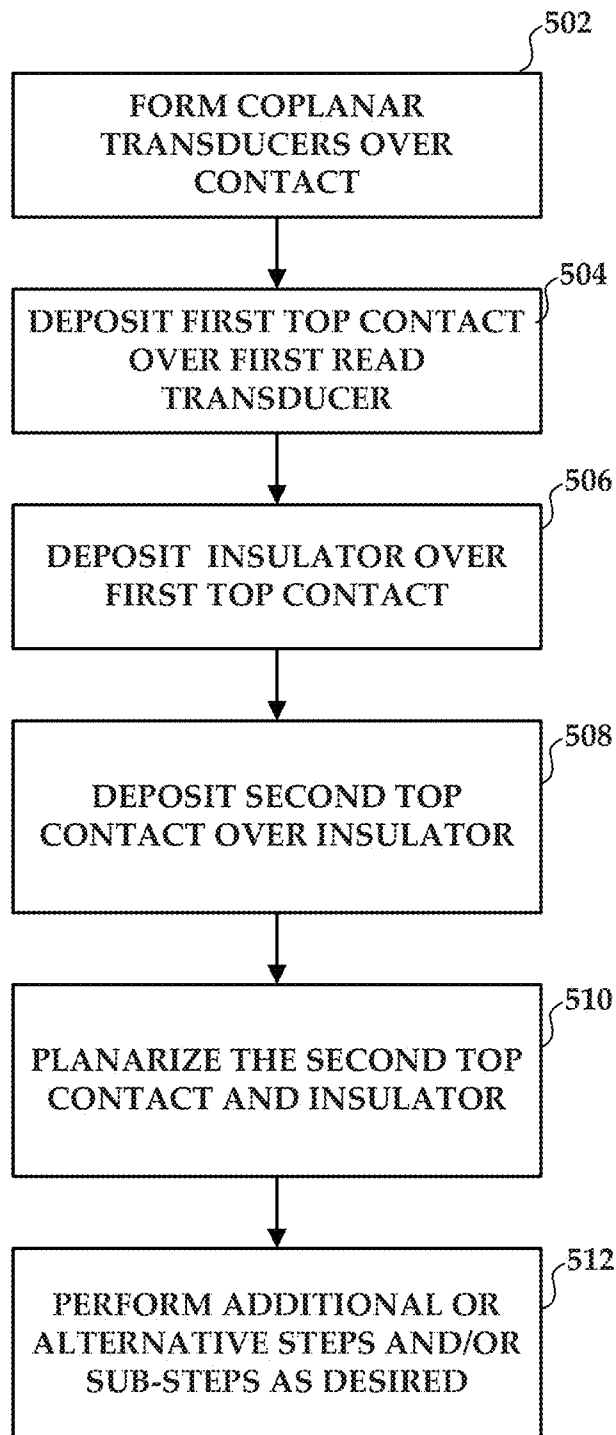 502
FORM COPLANAR
TRANSDUCERS OVER
CONTACT
504
DEPOSIT FIRST TOP CONTACT
OVER FIRST READ
TRANSDUCER
506
DEPOSIT INSULATOR OVER
FIRST TOP CONTACT
508
DEPOSIT SECOND TOP
CONTACT OVER INSULATOR
510
PLANARIZE THE SECOND TOP
CONTACT AND INSULATOR
512
PERFORM ADDITIONAL OR
ALTERNATIVE STEPS AND/OR
SUB-STEPS AS DESIRED